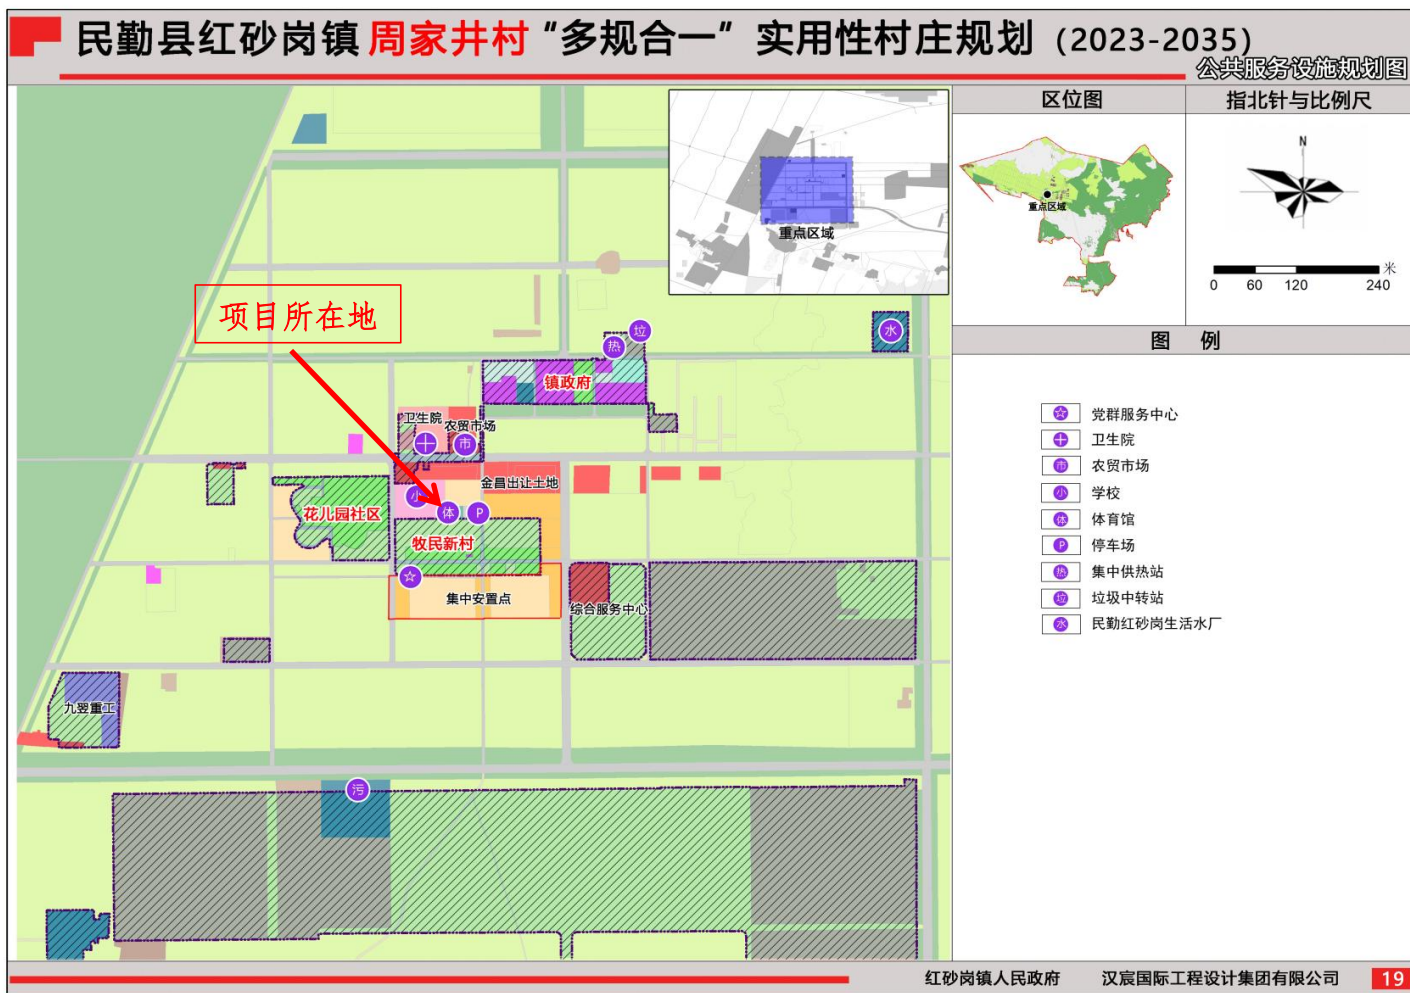 民勤县红砂岗镇周家井村“多规合一”实用性村庄规划（2023-2035）
公共服务设施规划图
区位图
指北针与比例尺
重点区域
N
米
0 60 120 240
重点区域
图 例
党群服务中心
十 卫生院
市 农贸市场
小 学校
体 体育馆
P 停车场
热 集中供热站
垃 垃圾中转站
水 民勤红砂岗生活水厂
项目所在地
垃
热
水
镇政府
卫生院
农贸市场
市
金昌出让土地
小
体
P
花儿园社区
牧民新村
集中安置点
综合服务中心
九翌重工
污
红砂岗镇人民政府 汉宸国际工程设计集团有限公司 19